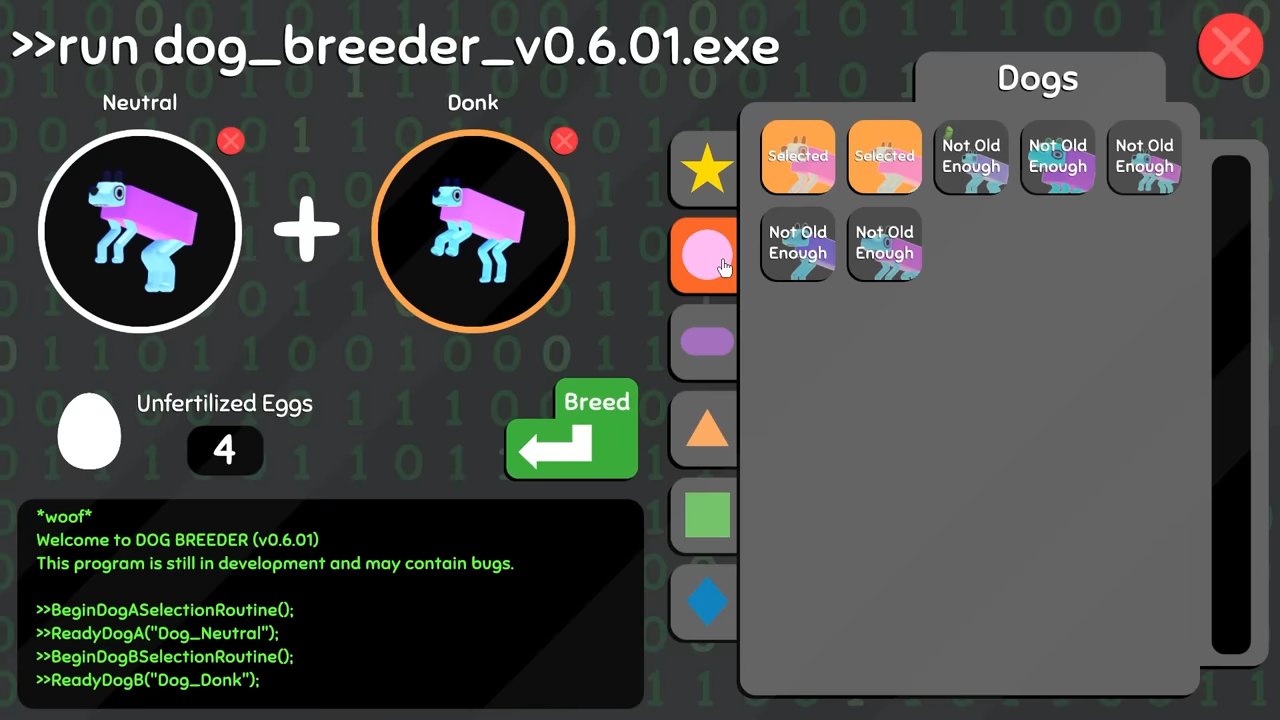 >>run dog_breeder_v0.6.01.exe
Dogs
Neutral
Donk
Selected
Selected
Not Old
Enough
Not Old
Enough
Not Old
Enough
Not Old
Enough
Not Old
Enough
Unfertilized Eggs
4
Breed
*woof*
Welcome to DOG BREEDER (v0.6.01)
This program is still in development and may contain bugs.
>>BeginDogASelectionRoutine();
>>ReadyDogA("Dog_Neutral");
>>BeginDogBSelectionRoutine();
>>ReadyDogB("Dog_Donk");